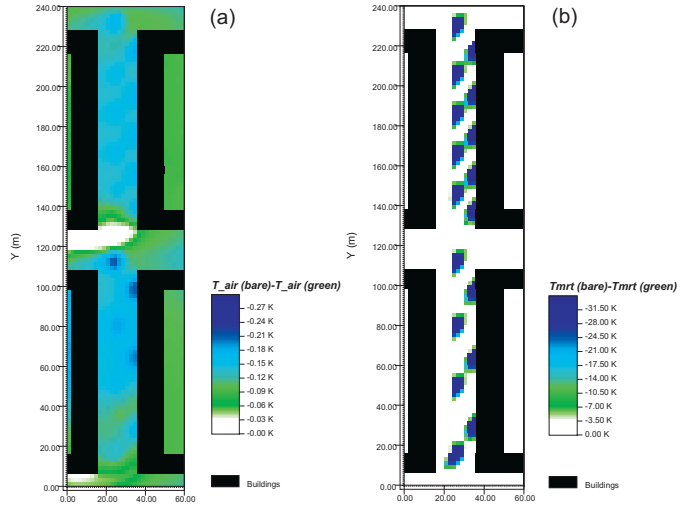 (a)
240.00
220.00
200.00
180.00
160.00
140.00
120.00
100.00
80.00
60.00
40.00
20.00
0.00
Y (m)
0.00 20.00 40.00 60.00
T_air (bare)-T_air (green)
-0.27 K
-0.24 K
-0.21 K
-0.18 K
-0.15 K
-0.12 K
-0.09 K
-0.06 K
-0.03 K
-0.00 K
Buildings
(b)
240.00
220.00
200.00
180.00
160.00
140.00
120.00
100.00
80.00
60.00
40.00
20.00
0.00
Y (m)
0.00 20.00 40.00 60.00
Tmrt (bare)-Tmrt (green)
-31.50 K
-28.00 K
-24.50 K
-21.00 K
-17.50 K
-14.00 K
-10.50 K
-7.00 K
-3.50 K
0.00 K
Buildings